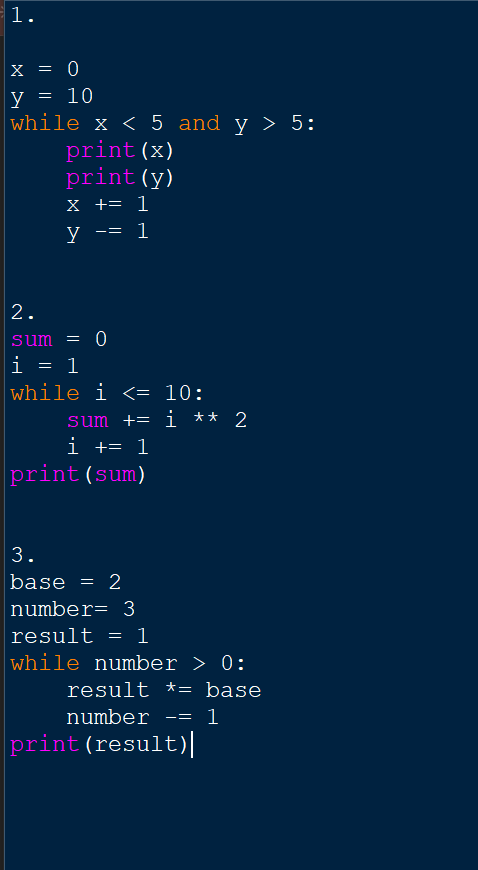 1.
x = 0
y = 10
while x < 5 and y > 5:
    print(x)
    print(y)
    x += 1
    y -= 1
2.
sum = 0
i = 1
while i <= 10:
    sum += i ** 2
    i += 1
print(sum)
3.
base = 2
number= 3
result = 1
while number > 0:
    result *= base
    number -= 1
print(result)